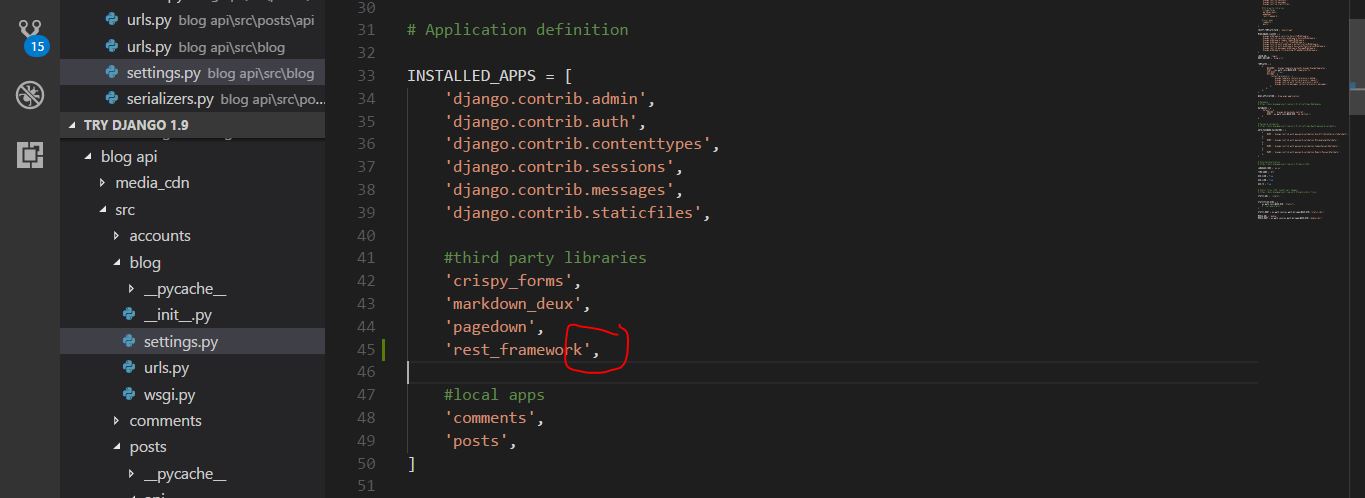 urls.py blog api\src\posts\api
urls.py blog api\src\blog
settings.py blog api\src\blog
serializers.py blog api\src\po...
TRY DJANGO 1.9
blog api
media_cdn
src
accounts
blog
__pycache__
__init__.py
settings.py
urls.py
wsgi.py
comments
posts
__pycache__
15
30
31 # Application definition
32
33 INSTALLED_APPS = [
34 'django.contrib.admin',
35 'django.contrib.auth',
36 'django.contrib.contenttypes',
37 'django.contrib.sessions',
38 'django.contrib.messages',
39 'django.contrib.staticfiles',
40
41 #third party libraries
42 'crispy_forms',
43 'markdown_deux',
44 'pagedown',
45 'rest_framework',
46
47 #local apps
48 'comments',
49 'posts',
50 ]
51